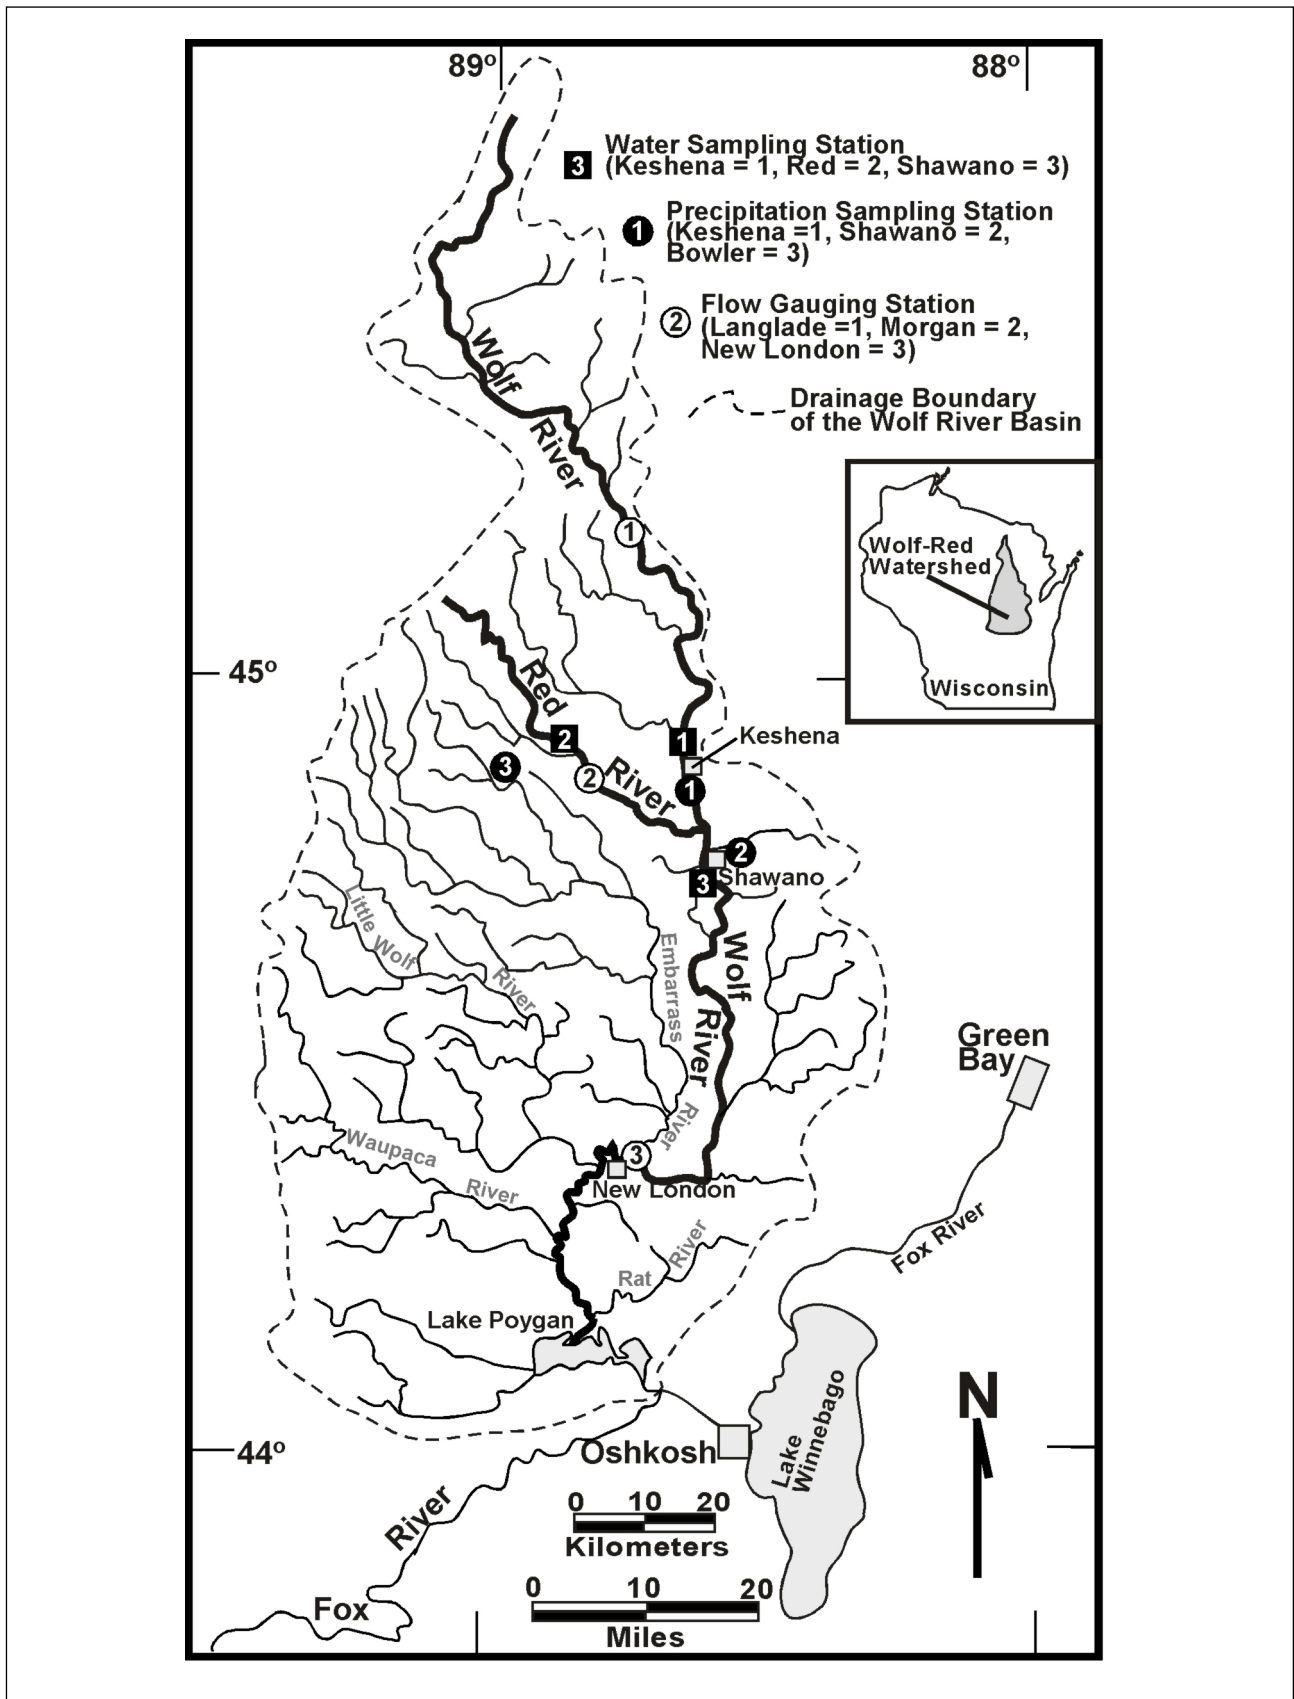 89º
88º
3
Water Sampling Station
(Keshena = 1, Red = 2, Shawano = 3)
1
Precipitation Sampling Station
(Keshena =1, Shawano = 2,
Bowler = 3)
2
Flow Gauging Station
(Langlade =1, Morgan = 2,
New London = 3)
Drainage Boundary
of the Wolf River Basin
Wolf
River
1
Wolf-Red
Watershed
Wisconsin
45º
Red
River
2
1
Keshena
3
2
1
2
3
Shawano
Little Wolf
River
Embarrass
River
Wolf
River
Green
Bay
Waupaca
River
3
New London
Rat
River
Fox River
Lake Poygan
Lake
Winnebago
N
44º
Oshkosh
0 10 20
Kilometers
0 10 20
Miles
River
Fox